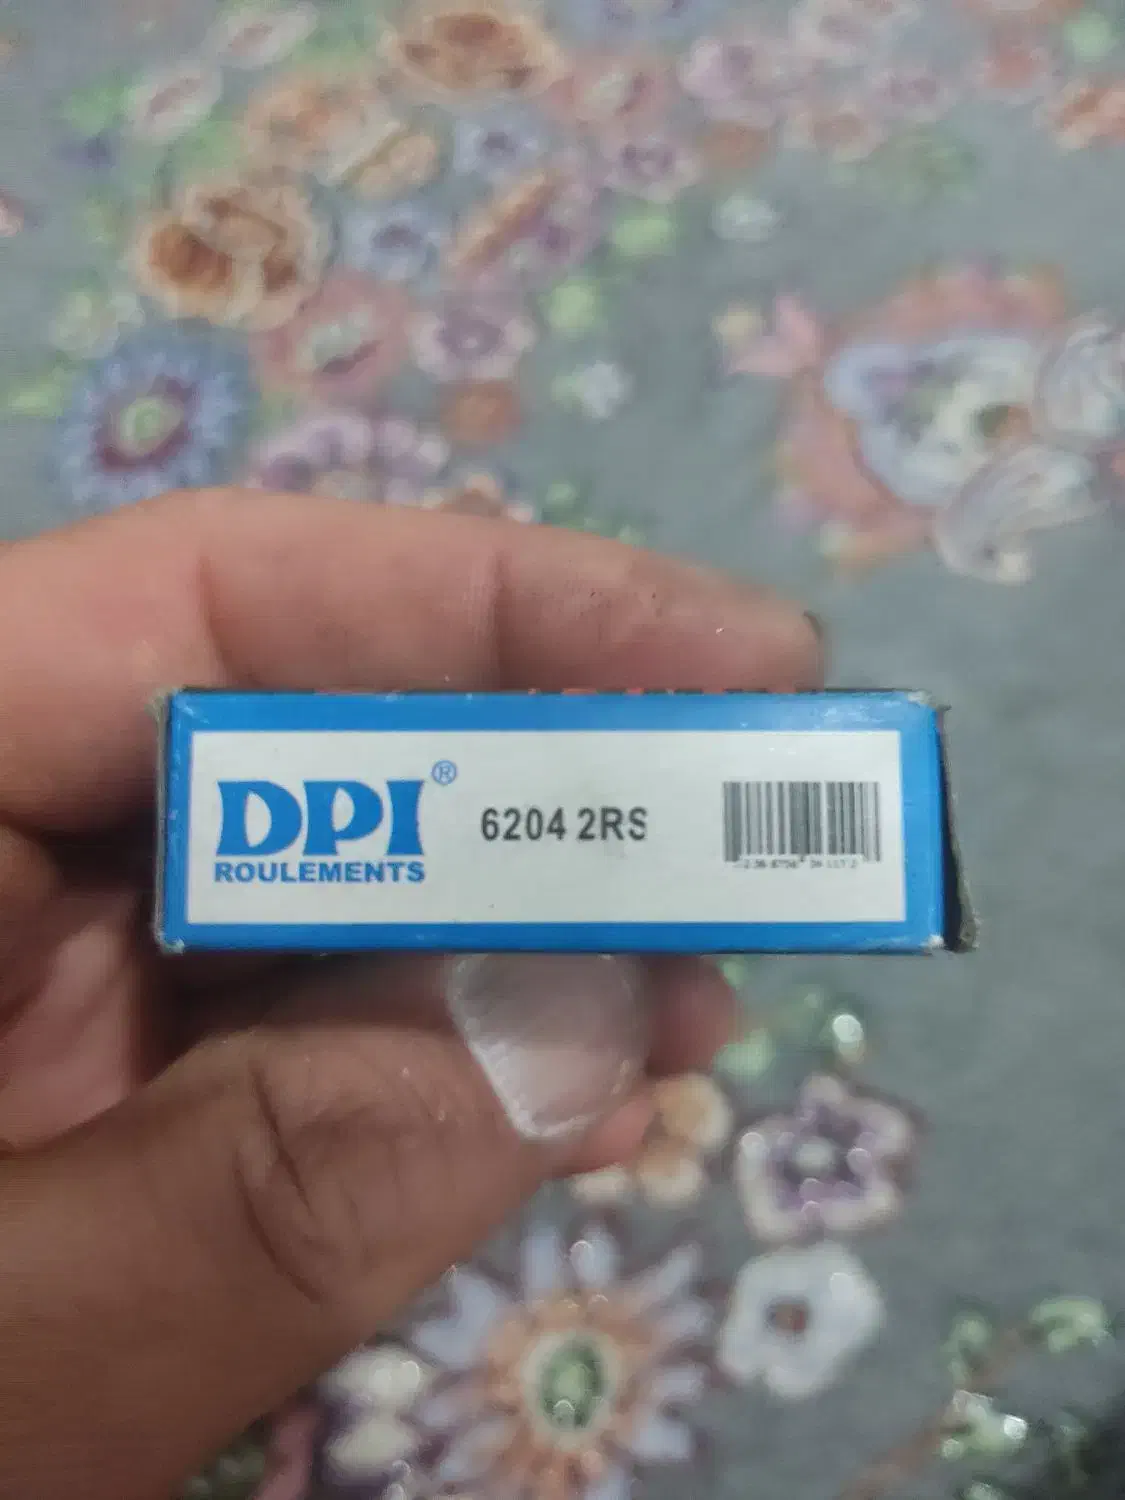 DPI®
ROULEMENTS
6204 2RS